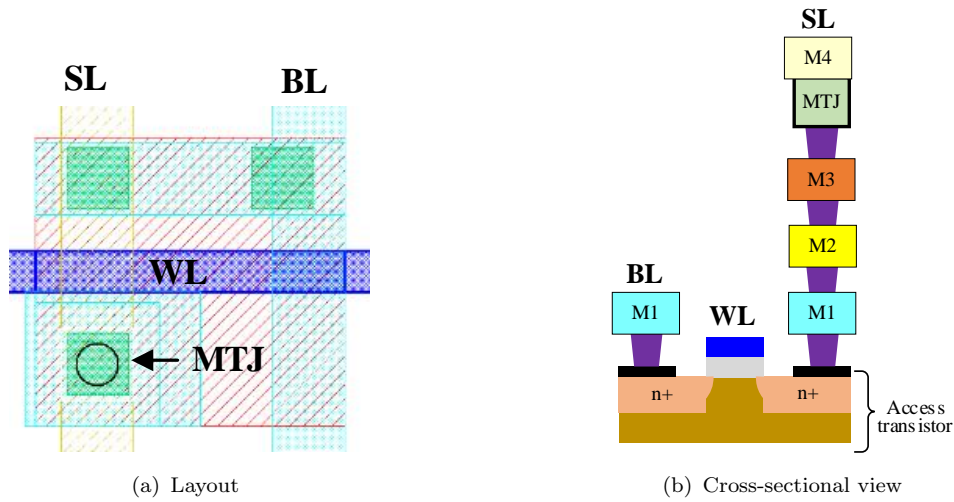 SL
BL
WL
MTJ
(a) Layout
SL
M4
MTJ
M3
M2
BL
WL
M1
M1
n+
n+
Access
transistor
(b) Cross-sectional view